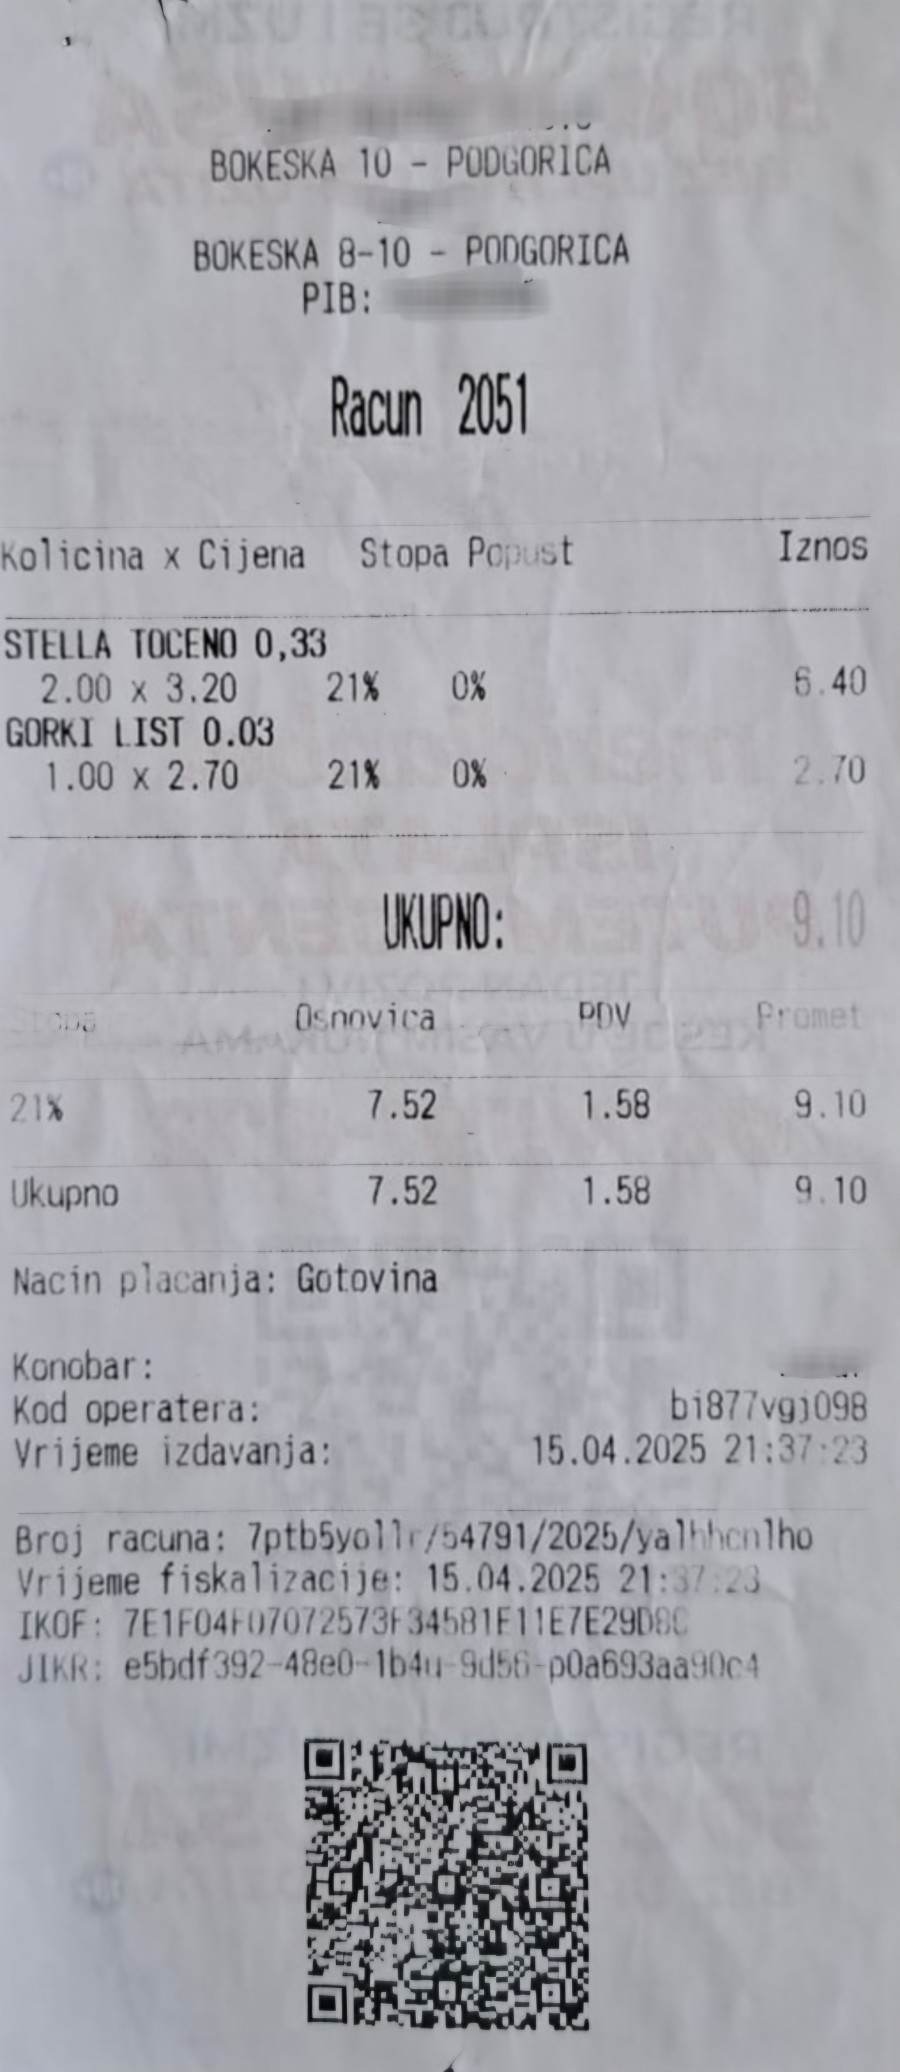 BOKESKA 10 - PODGORICA
BOKESKA 8-10 - PODGORICA
PIB:
Racun 2051
Kolicina x Cijena Stopa Popust Iznos
STELLA TOCENO 0,33
2.00 x 3.20 21% 0% 6.40
GORKI LIST 0.03
1.00 x 2.70 21% 0% 2.70
UKUPNO: 9.10
Stopa Osnovica PDV Promet
21% 7.52 1.58 9.10
Ukupno 7.52 1.58 9.10
Nacin placanja: Gotovina
Konobar:
Kod operatera: bi877vgj098
Vrijeme izdavanja: 15.04.2025 21:37:23
Broj racuna:
Vrijeme fiskalizacije: 15.04.2025 21:37:23
IKOF:
JIKR: